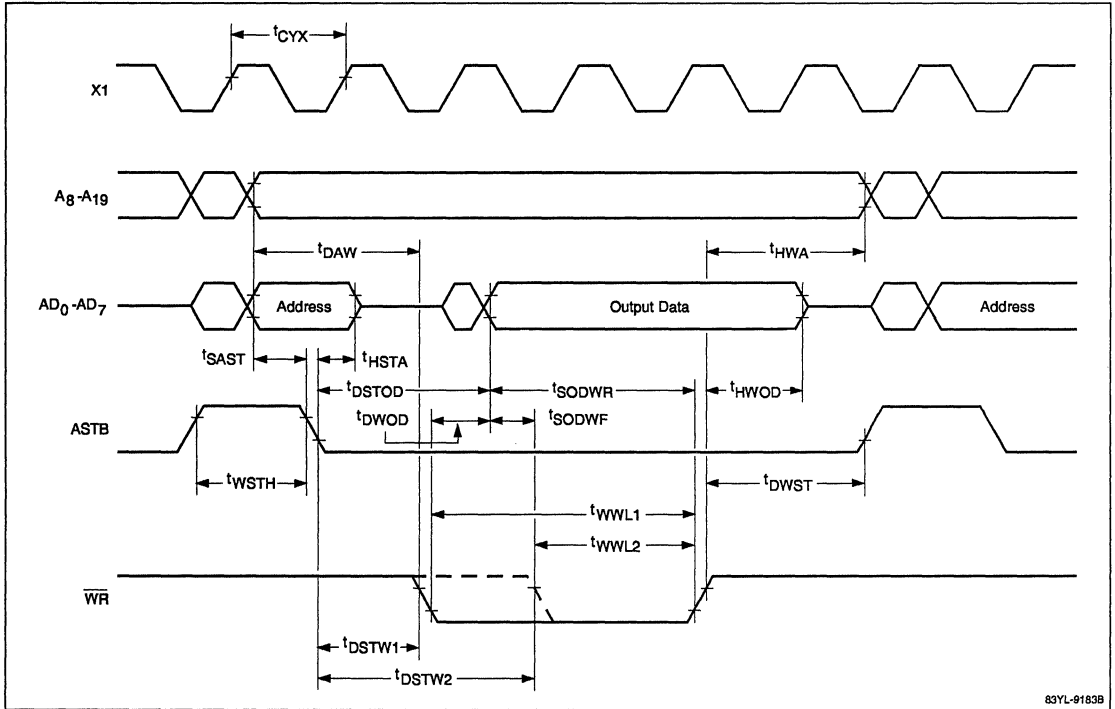 tCYX
X1
A8-A19
tDAW
tHWA
AD0-AD7
Address
Output Data
Address
tSAST
tHSTA
tDSTOD
tSODWR
tHWOD
tDWOD
tSODWF
ASTB
tWSTH
tDWST
tWWL1
tWWL2
WR
tDSTW1
tDSTW2
83YL-9183B